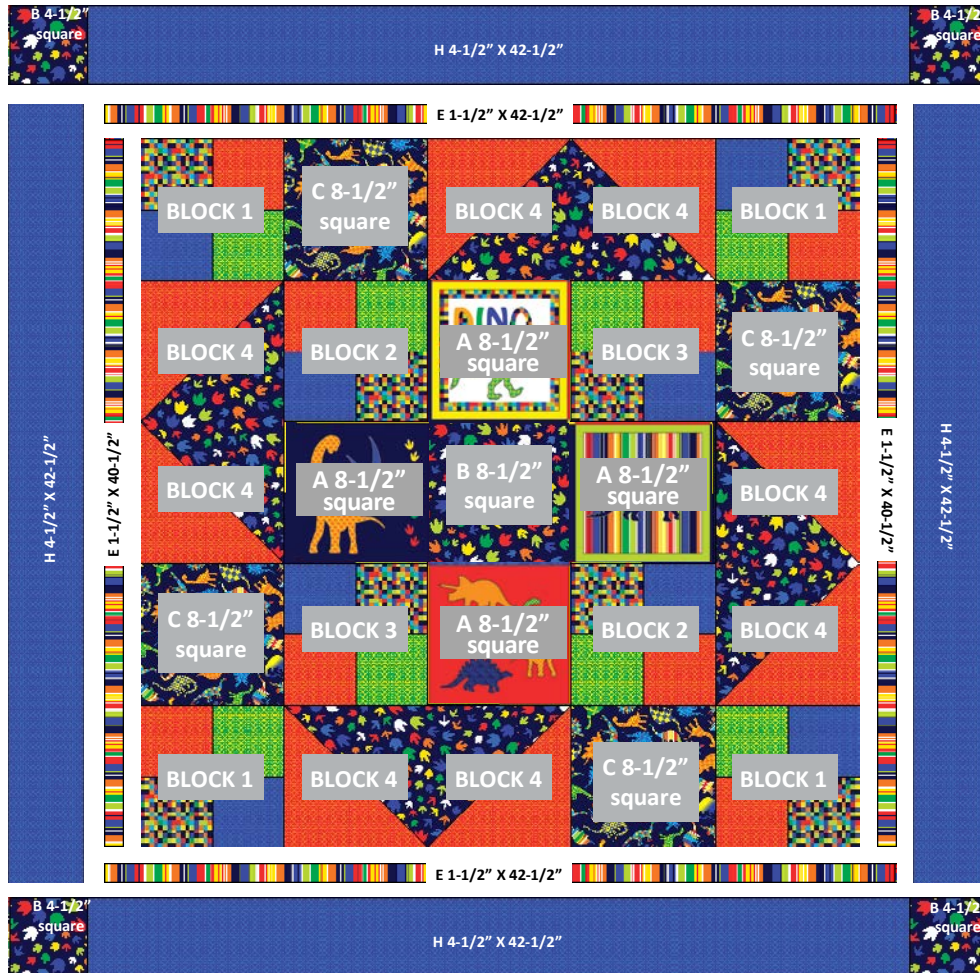 B 4-1/2”
square
H 4-1/2” X 42-1/2”
B 4-1/2
square
E 1-1/2” X 42-1/2”
BLOCK 1
C 8-1/2”
square
BLOCK 4
BLOCK 4
BLOCK 1
BLOCK 4
BLOCK 2
DINO
A 8-1/2”
square
BLOCK 3
C 8-1/2”
square
H 4-1/2” X 42-1/2”
E 1-1/2” X 40-1/2”
BLOCK 4
A 8-1/2”
square
B 8-1/2”
square
A 8-1/2”
square
BLOCK 4
E 1-1/2” X 40-1/2”
H 4-1/2” X 42-1/2”
C 8-1/2”
square
BLOCK 3
A 8-1/2”
square
BLOCK 2
BLOCK 4
BLOCK 1
BLOCK 4
BLOCK 4
C 8-1/2”
square
BLOCK 1
E 1-1/2” X 42-1/2”
B 4-1/2”
square
H 4-1/2” X 42-1/2”
B 4-1/2
square